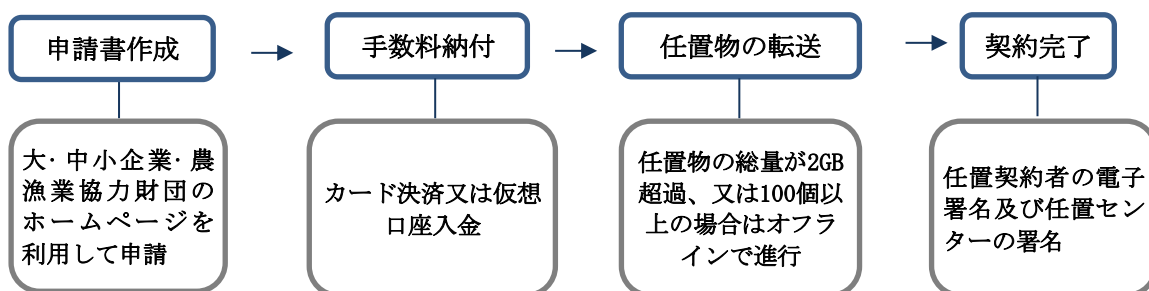 申請書作成
手数料納付
任置物の転送
契約完了
大･中小企業･農
漁業協力財団の
ホームページを
利用して申請
カード決済又は仮想
口座入金
任置物の総量が2GB
超過、又は100個以
上の場合はオフラ
インで進行
任置契約者の電子
署名及び任置セン
ターの署名